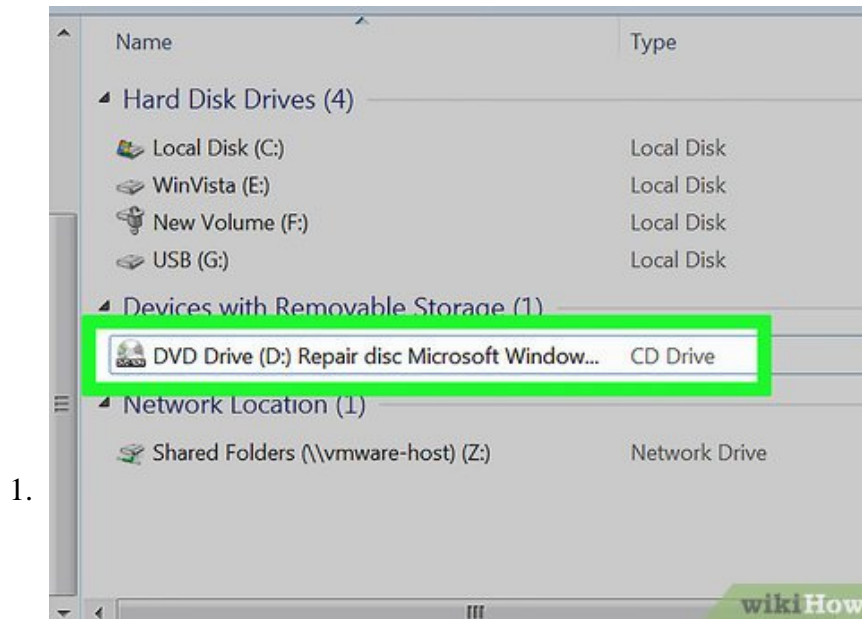 Name Type
Hard Disk Drives (4)
Local Disk (C:) Local Disk
WinVista (E:) Local Disk
New Volume (F:) Local Disk
USB (G:) Local Disk
Devices with Removable Storage (1)
DVD Drive (D:) Repair disc Microsoft Window... CD Drive
Network Location (1)
Shared Folders (\\vmware-host) (Z:) Network Drive
1.
wikiHow